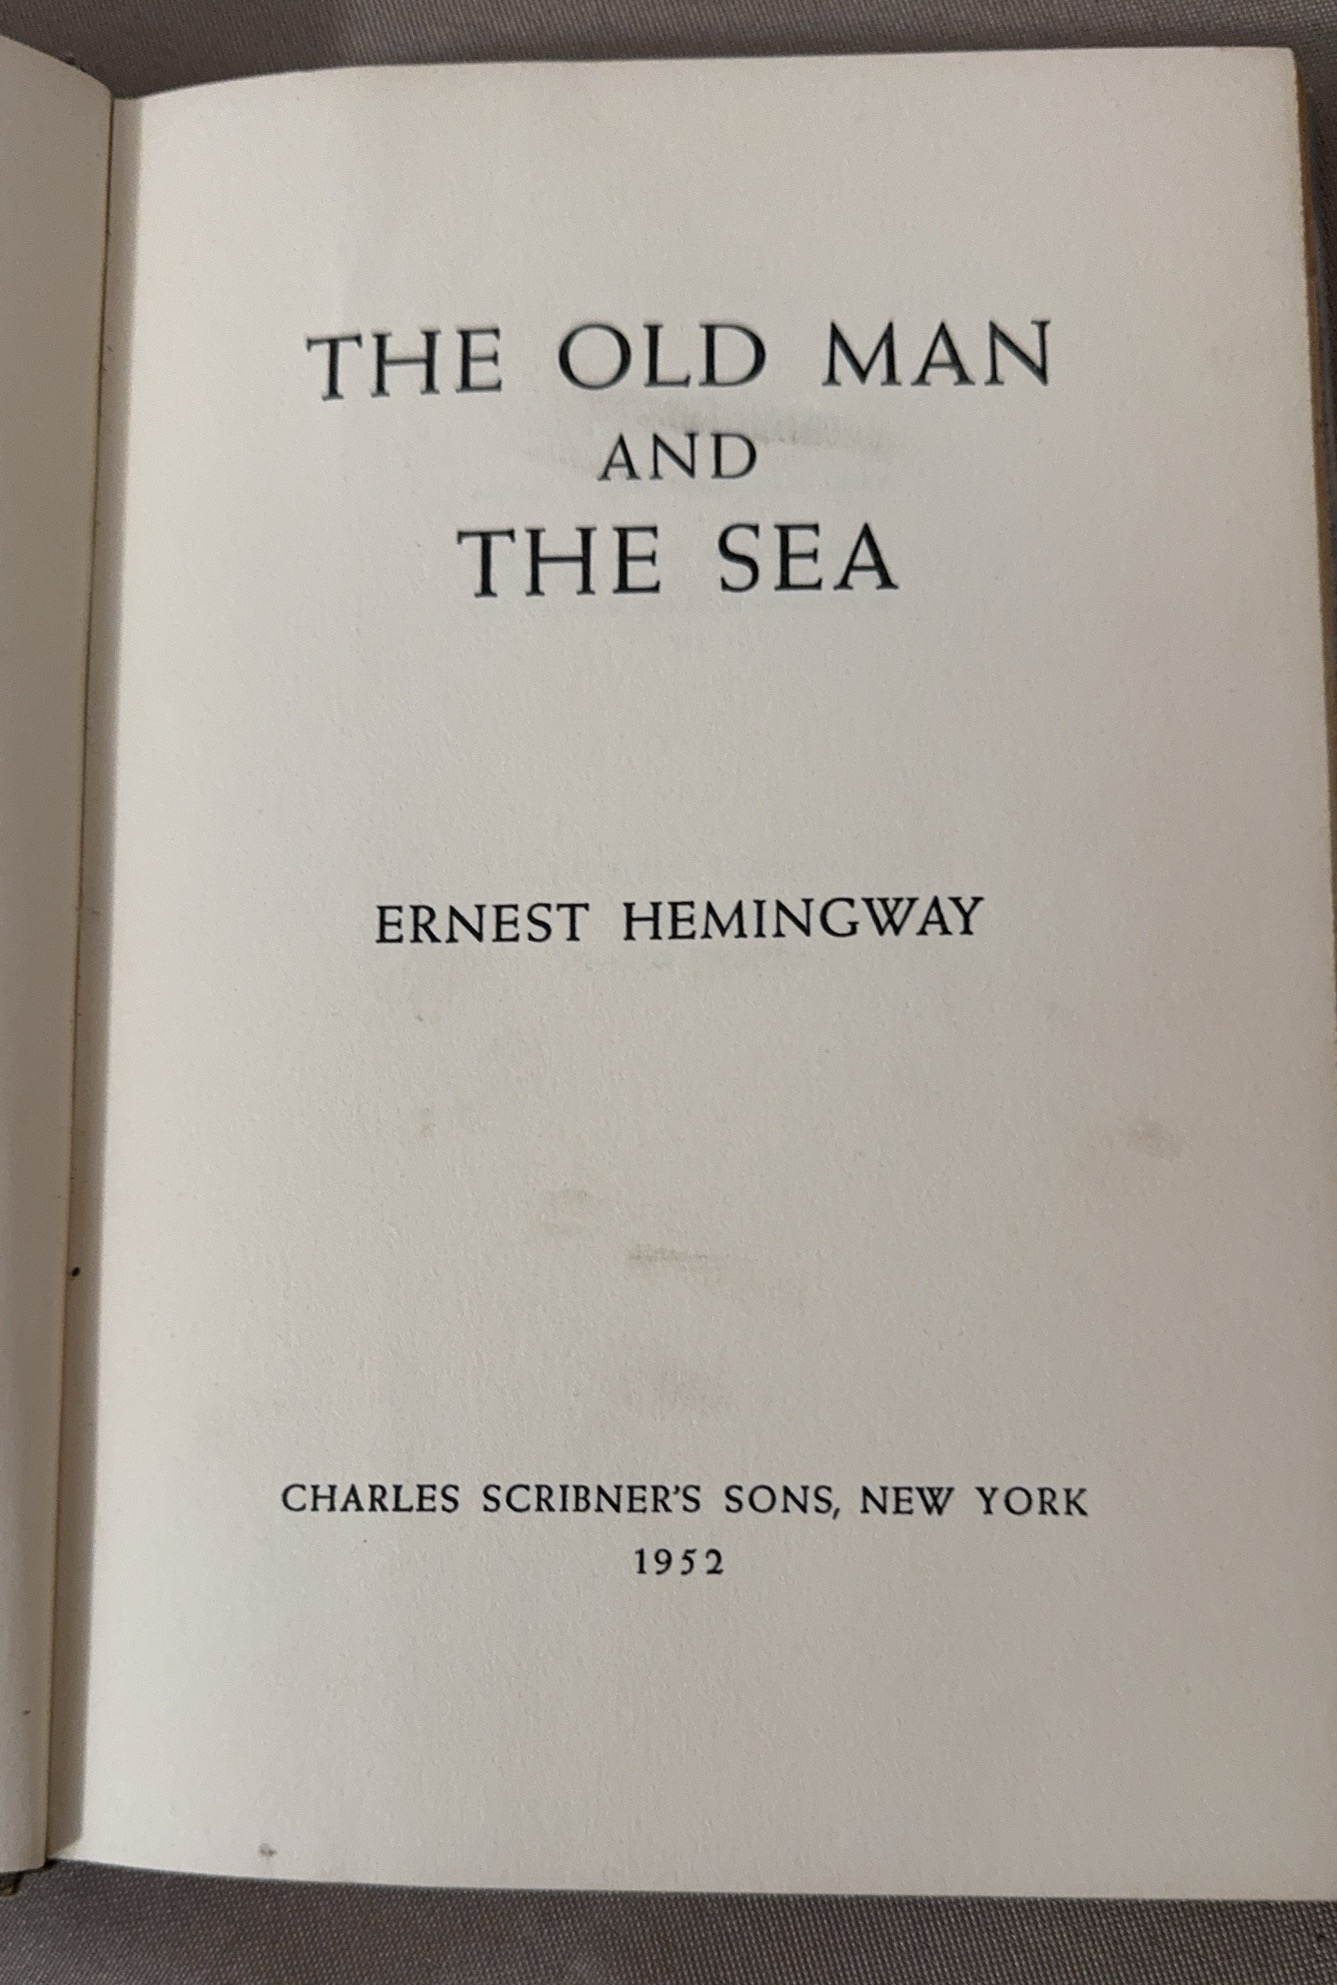 THE OLD MAN
AND
THE SEA
ERNEST HEMINGWAY
CHARLES SCRIBNER'S SONS, NEW YORK
1952